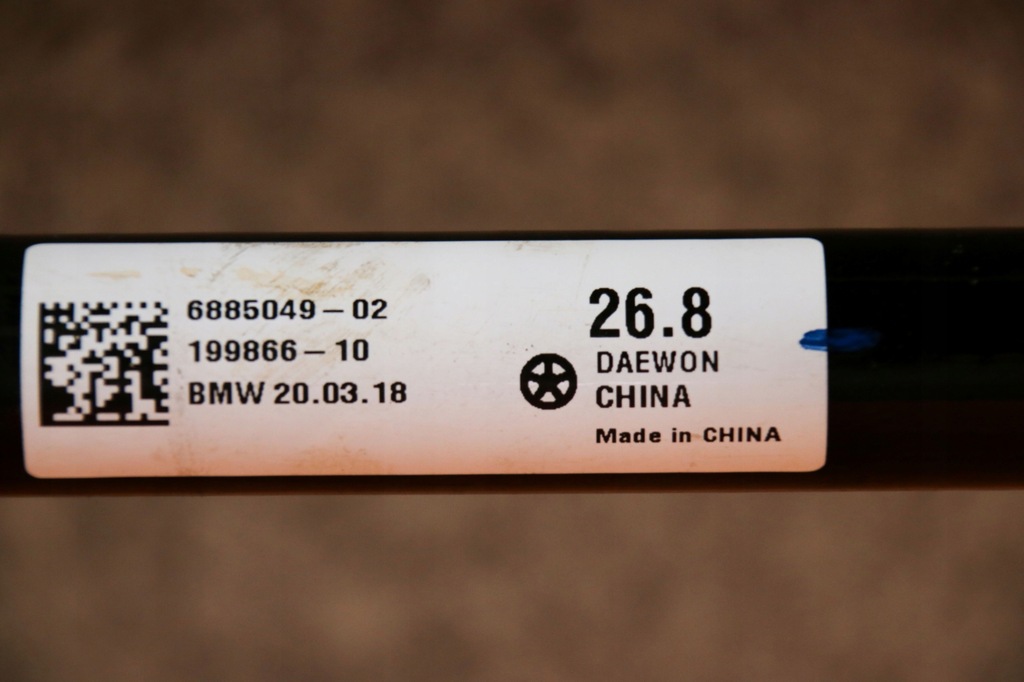 6885049-02
199866-10
BMW 20.03.18
26.8
DAEWON
CHINA
Made in CHINA